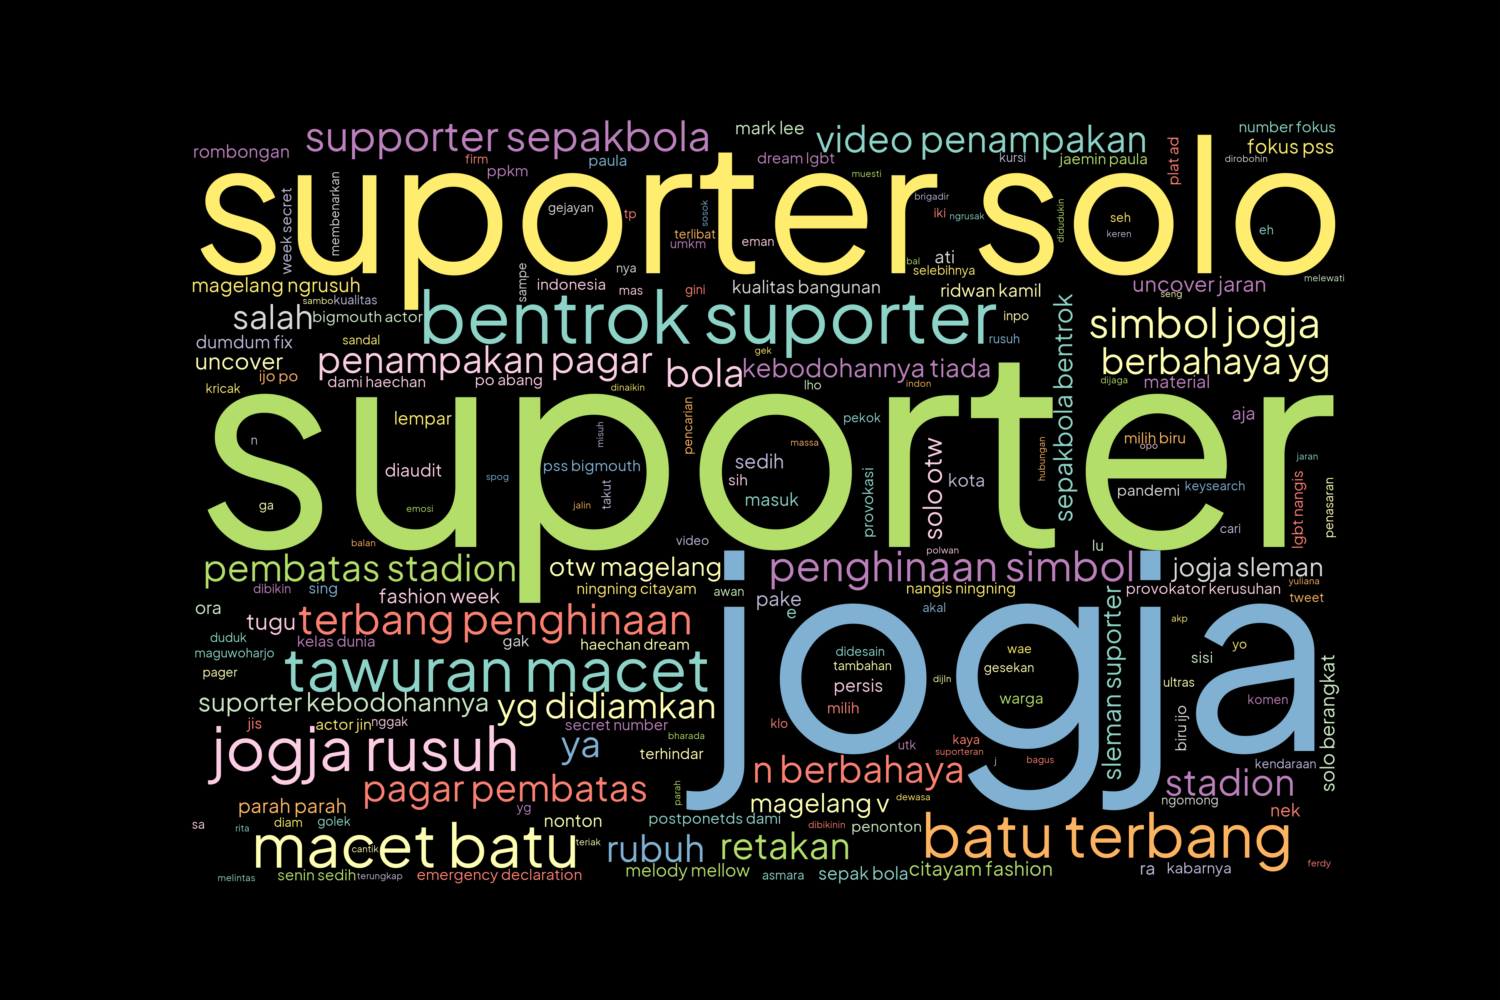 supporter sepakbola
mark lee
video penampakan
number fokus
fokus pss
rombongan
firm
ppkm
paula
dream lgbt
kursi
jaemin paula
plat ad
dirobohin
suporter solo
week secret
membenarkan
gejayan
tp
terlibat
sosok
umkm
eman
muesti
brigadir
iki
ngrusak
didudukin
seh
keren
eh
ati
bal
selebihnya
nya
sampe
magelang ngrusuh
sambo
kualitas
indonesia
mas
gini
kualitas bangunan
ridwan kamil
uncover jaran
seng
melewati
salah
bigmouth actor
bentrok suporter
inpo
rusuh
simbol jogja
dumdum fix
sandal
uncover
penampakan pagar
bola
gek
kebodohannya tiada
sepakbola bentrok
berbahaya yg
ijo po
kricak
dami haechan
po abang
dinaikin
lho
indon
dijaga
material
suporter
lempar
n
diaudit
spog
pss bigmouth
misuh
takut
jalin
emosi
ga
pencarian
sedih
sih
massa
masuk
pekok
provokasi
solo otw
kota
hubungan
aja
milih biru
opo
pandemi
keysearch
jaran
lgbt nangis
penasaran
cari
balan
video
polwan
lu
pembatas stadion
otw magelang
penghinaan simbol
jogja sleman
dibikin
sing
fashion week
ningning citayam
awan
pake
nangis ningning
provokator kerusuhan
yuliana
tweet
ora
tugu
terbang penghinaan
e
akal
akp
duduk
maguwoharjo
kelas dunia
gak
haechan dream
jogja
didesain
tambahan
persis
milih
dijln
wae
gesekan
warga
sleman suporter
yo
sisi
ultras
pager
tawuran macet
suporter kebodohannya
yg didiamkan
klo
komen
solo berangkat
biru ijo
jis
actor jin
nggak
secret number
bharada
utk
kaya
suporteran
j
bagus
jogja rusuh
ya
terhindar
n berbahaya
kendaraan
stadion
pagar pembatas
parah
parah parah
yg
magelang v
dewasa
ngomong
nek
sa
rita
diam
golek
nonton
postponetds dami
dibikinin
penonton
macet batu
cantik
teriak
rubuh
retakan
batu terbang
melintas
senin sedih
terungkap
emergency declaration
melody mellow
asmara
sepak bola
citayam fashion
ra
kabarnya
ferdy